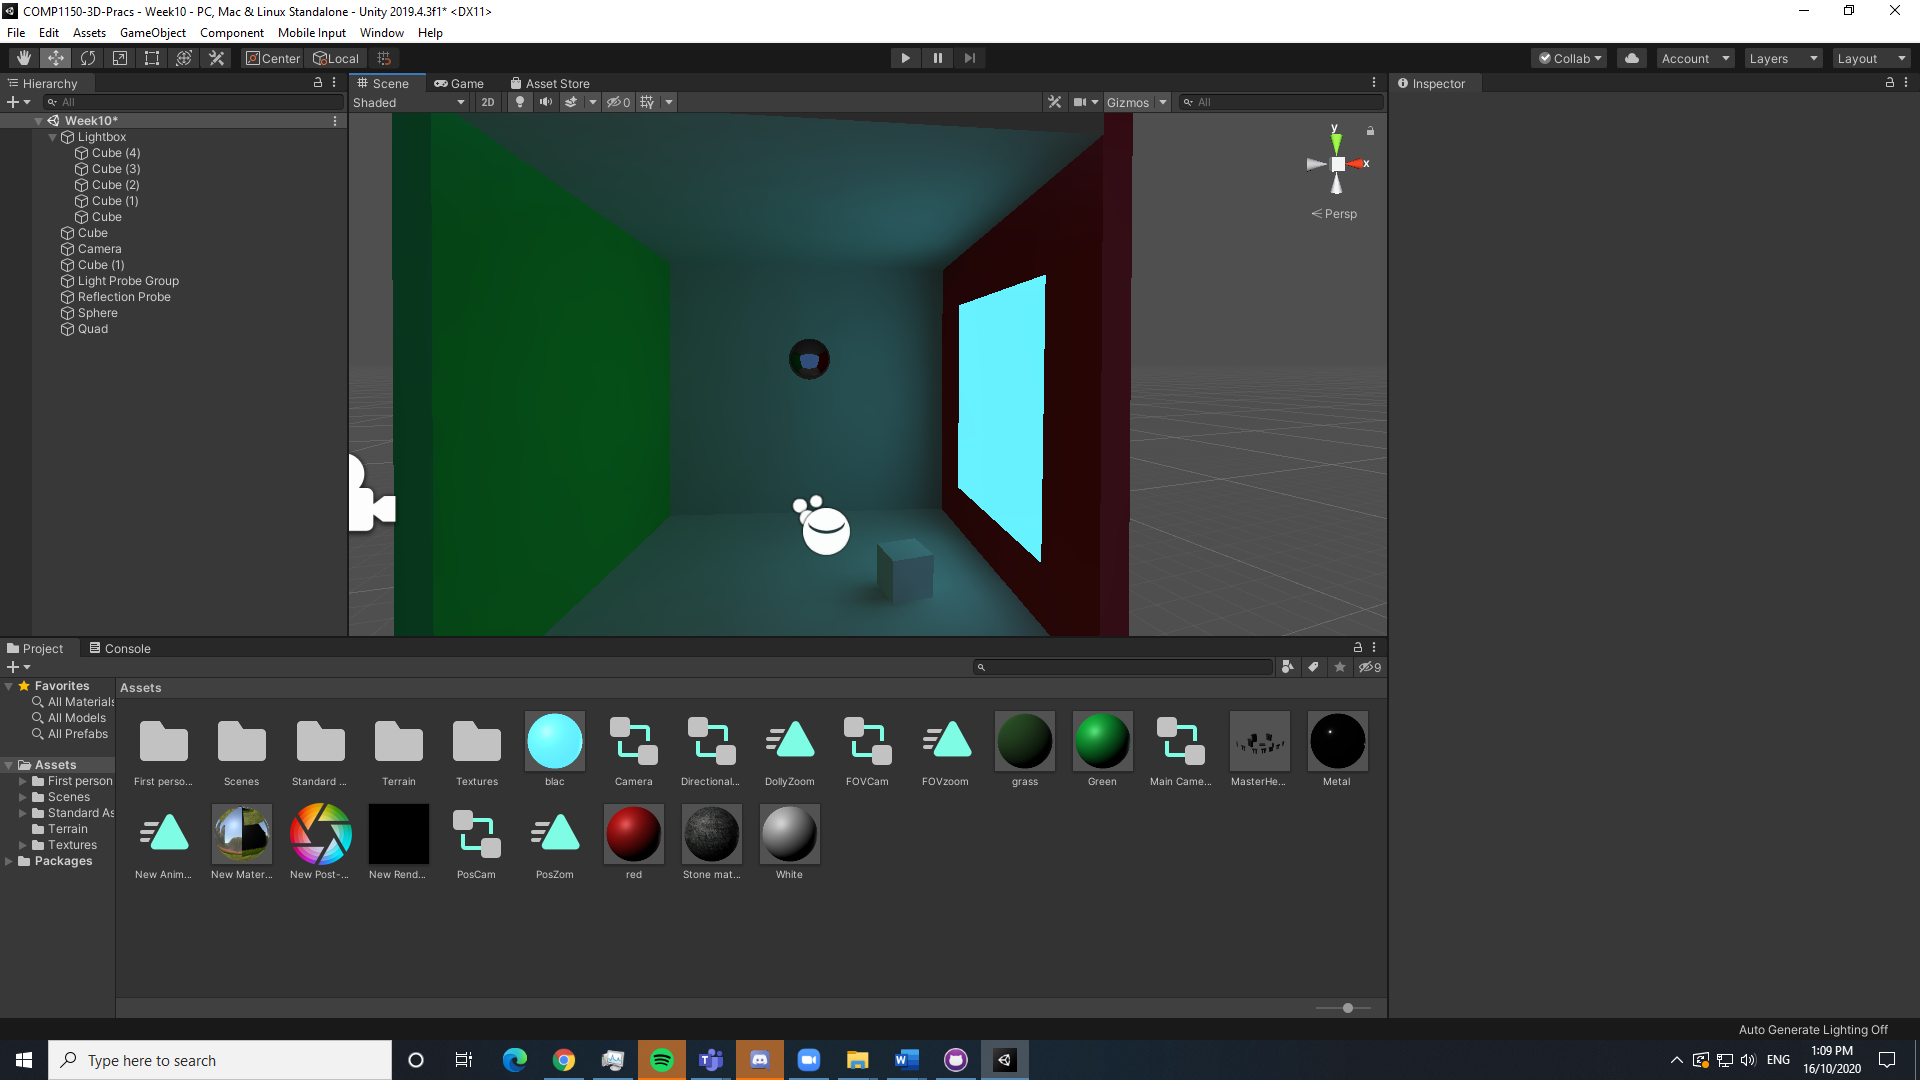 COMP1150-3D-Pracs - Week10 - PC, Mac & Linux Standalone - Unity 2019.4.3f1* <DX11>
File Edit Assets GameObject Component Mobile Input Window Help
Center Local Collab Account Layers Layout
Hierarchy
All
Week10*
Lightbox
Cube (4)
Cube (3)
Cube (2)
Cube (1)
Cube
Cube
Camera
Cube (1)
Light Probe Group
Reflection Probe
Sphere
Quad
Scene Game Asset Store
Shaded 2D 0 Gizmos All
y
x
Persp
Inspector
Project Console
9
Favorites
All Materials
All Models
All Prefabs
Assets
First person
Scenes
Standard As
Terrain
Textures
Packages
Assets
First perso... Scenes Standard ... Terrain Textures blac Camera Directional... DollyZoom FOVCam FOVzoom grass Green Main Came... MasterHe... Metal
New Anim... New Mater... New Post-... New Rend... PosCam PosZom red Stone mat... White
Auto Generate Lighting Off
Type here to search
ENG
1:09 PM
16/10/2020